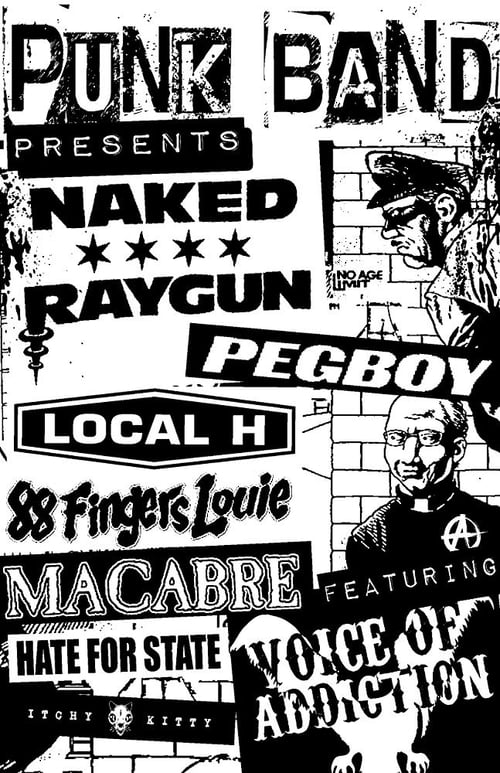 PUNK BAND
PRESENTS
NAKED
RAYGUN
NO AGE
LIMIT
PEGBOY
LOCAL H
88 Fingers Louie
MACABRE
FEATURING
HATE FOR STATE
VOICE OF
ADDICTION
ITCHY KITTY